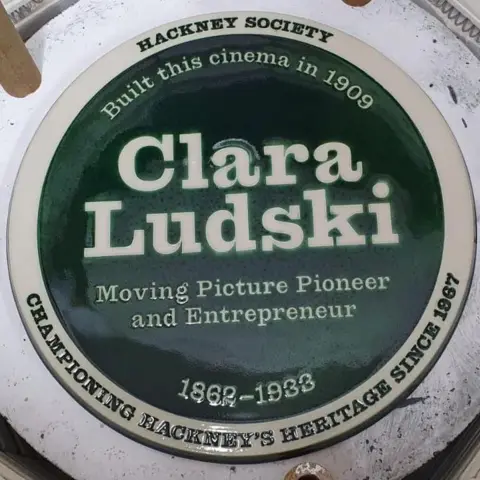 HACKNEY SOCIETY
Built this cinema in 1909
Clara
Ludski
Moving Picture Pioneer
and Entrepreneur
1862-1933
CHAMPIONING HACKNEY'S HERITAGE SINCE 1967